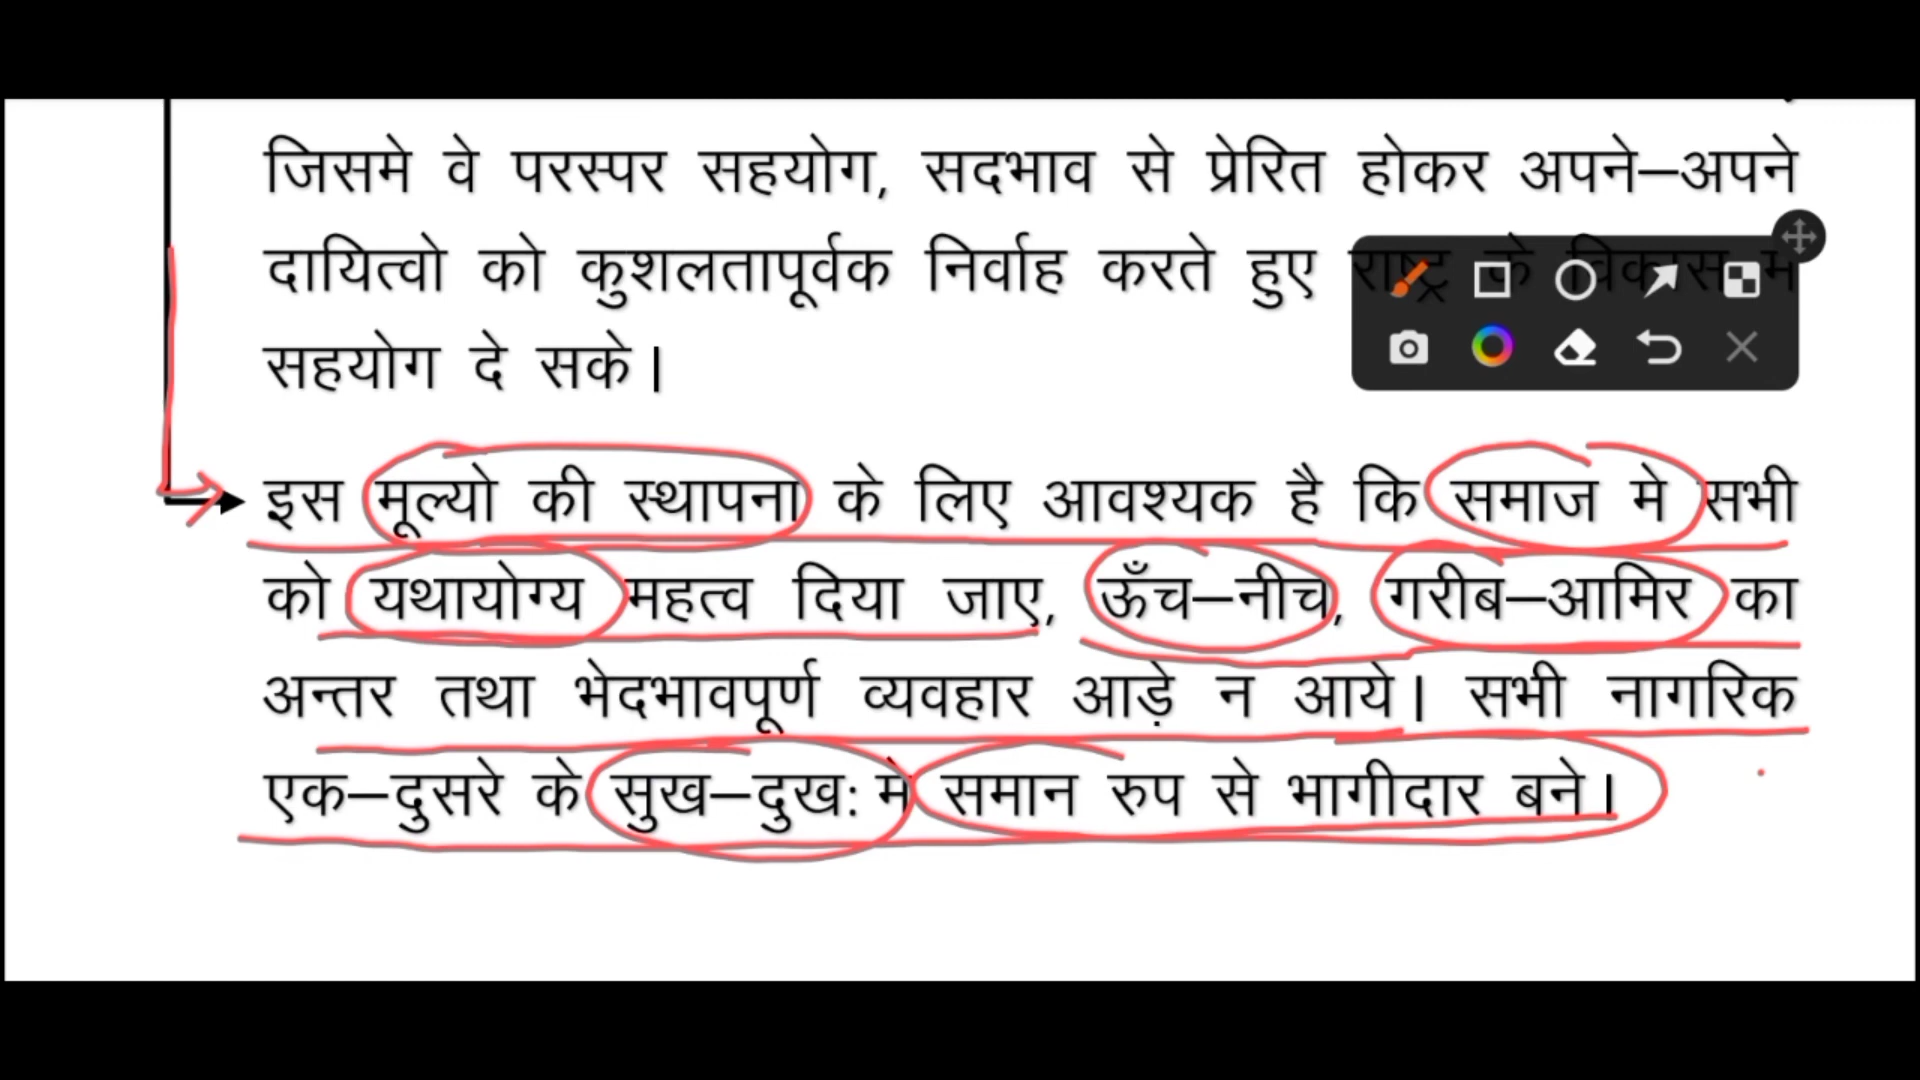 जिसमे वे परस्पर सहयोग, सदभाव से प्रेरित होकर अपने–अपने
दायित्वो को कुशलतापूर्वक निर्वाह करते हुए राष्ट्र के विकास मे
सहयोग दे सके।
इस मूल्यो की स्थापना के लिए आवश्यक है कि समाज मे सभी
को यथायोग्य महत्व दिया जाए, ऊँच–नीच, गरीब–आमिर का
अन्तर तथा भेदभावपूर्ण व्यवहार आड़े न आये। सभी नागरिक
एक–दुसरे के सुख–दुख: मे समान रुप से भागीदार बने।